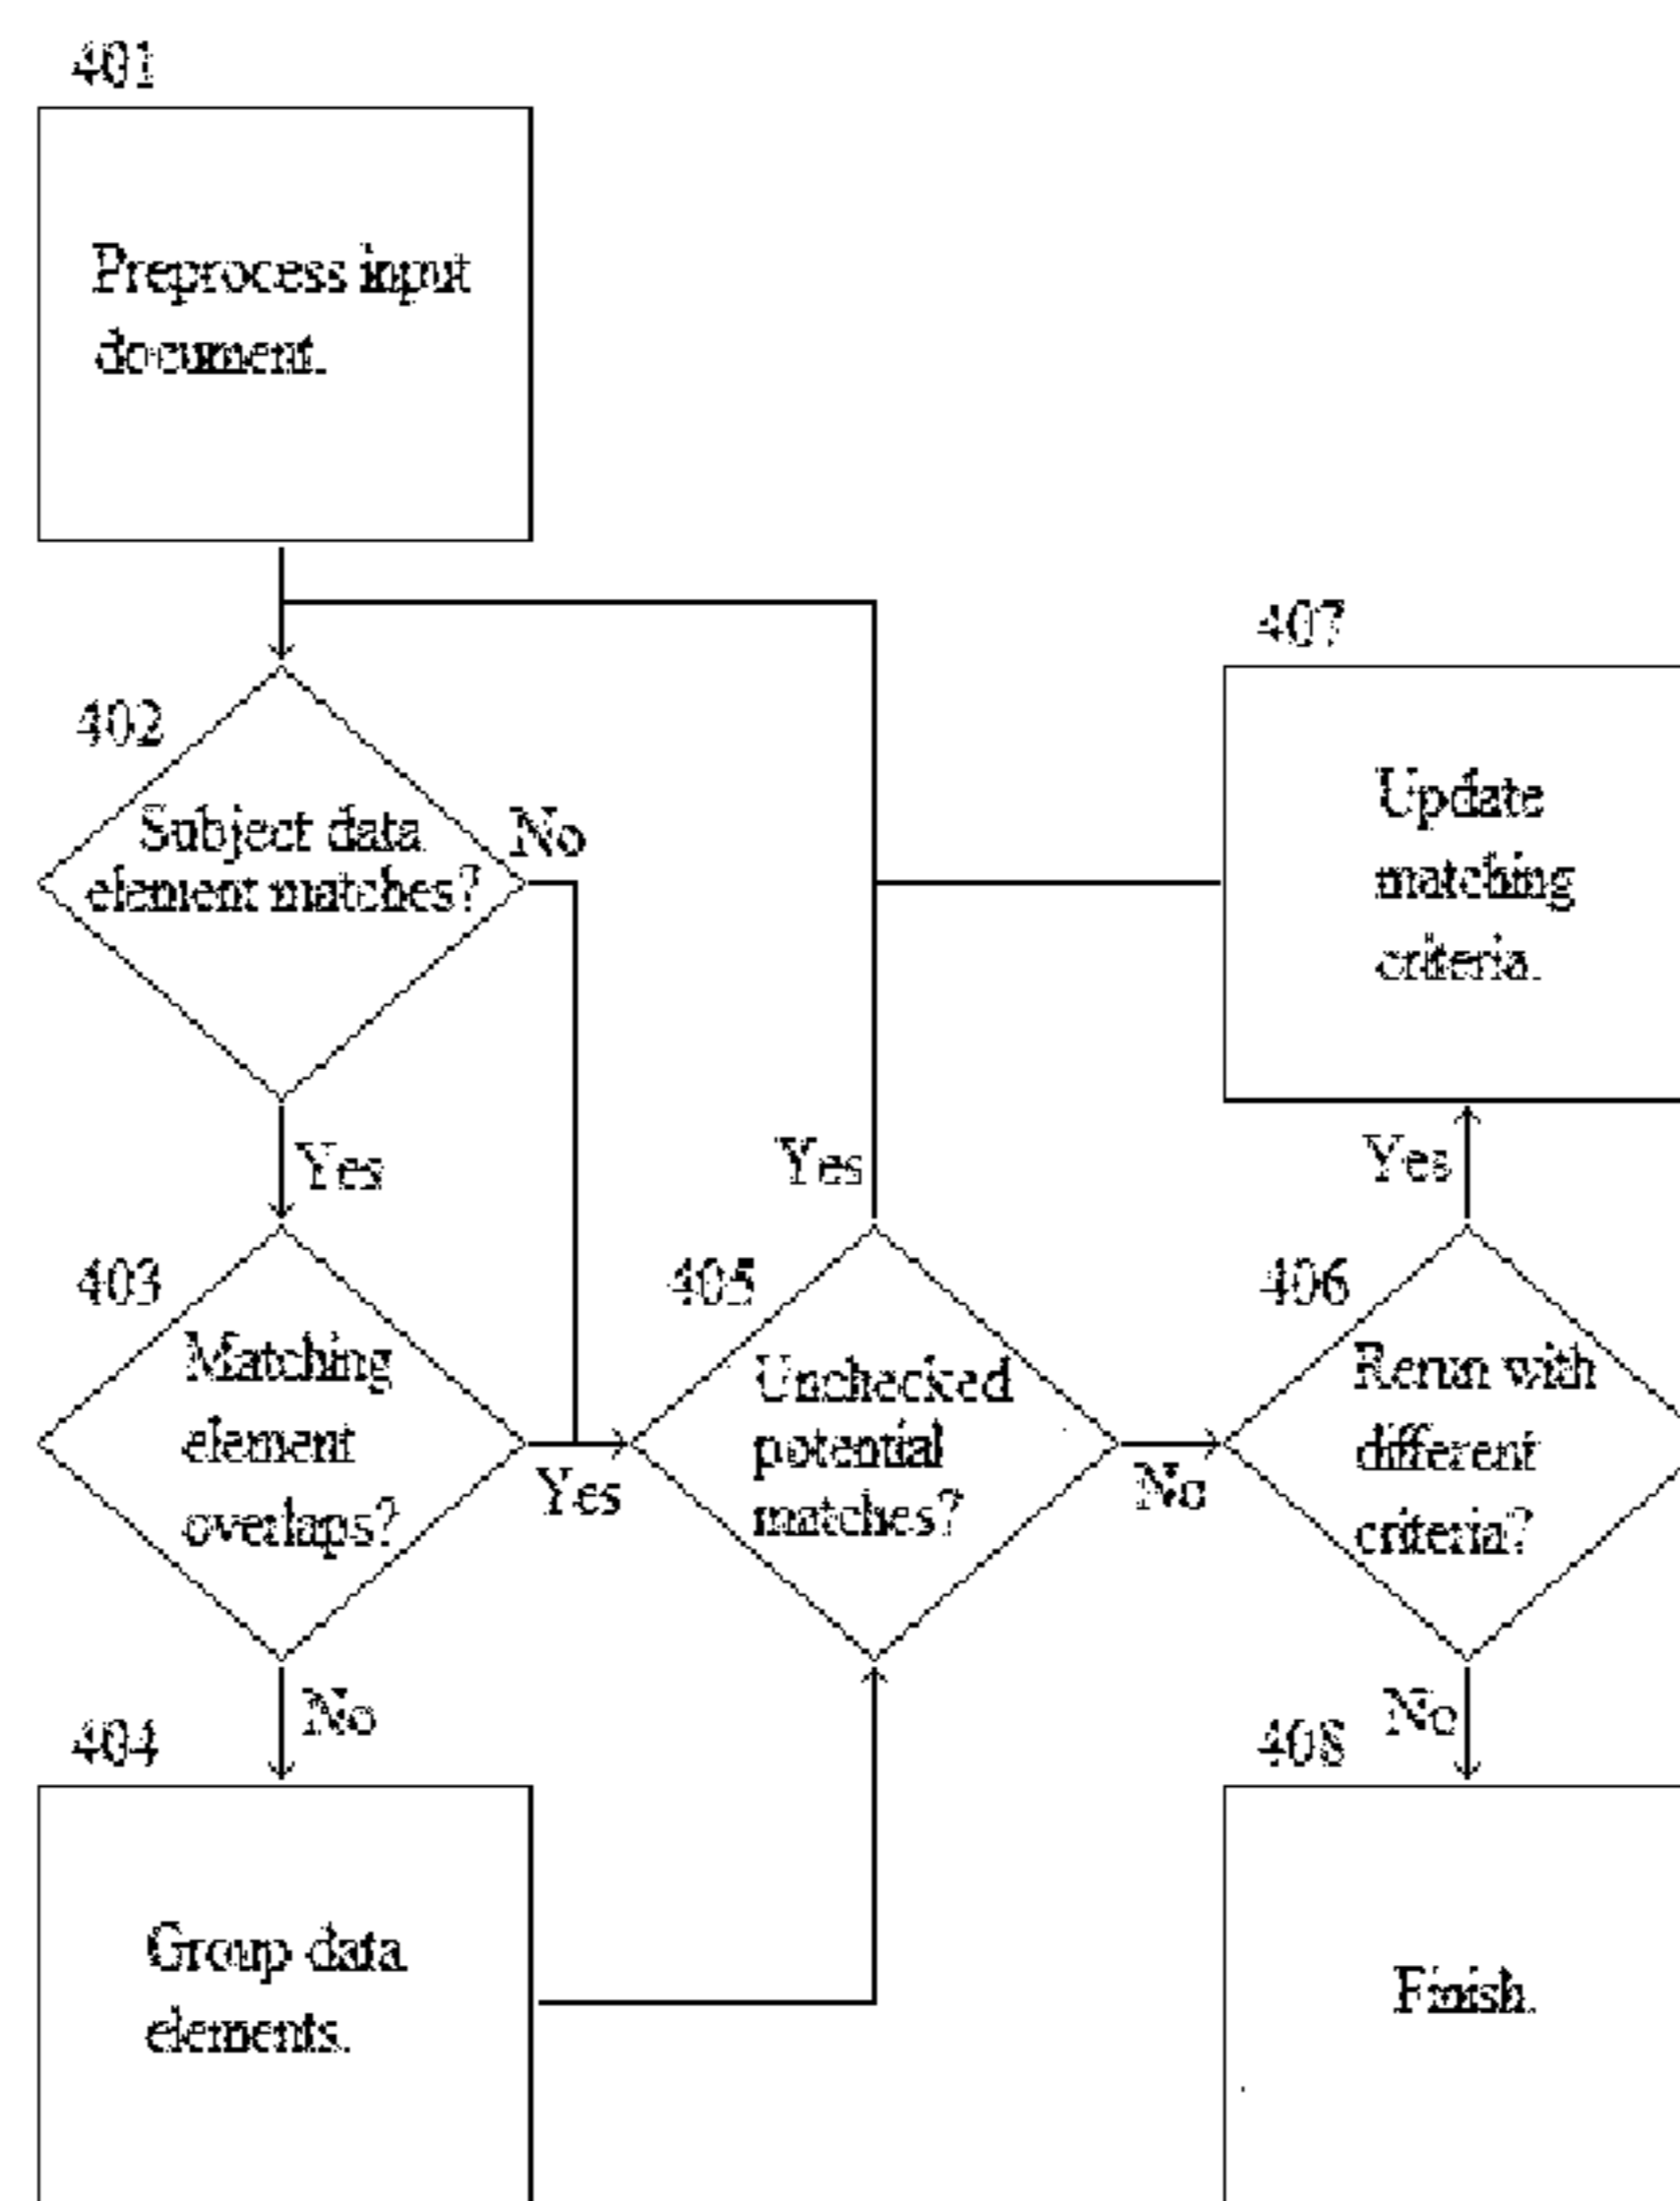 401
Preprocess input
document.
402
Subject data
element matches?
No
Yes
403
Matching
element
overlaps?
Yes
No
404
Group data
elements.
405
Unchecked
potential
matches?
Yes
No
406
Rerun with
different
criteria?
Yes
No
407
Update
matching
criteria.
408
Finish.